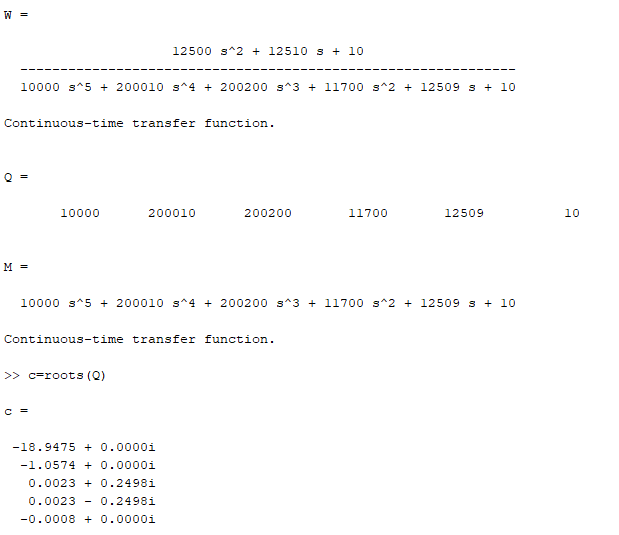 W =
12500 s^2 + 12510 s + 10
--------------------------------------------------------------
10000 s^5 + 200010 s^4 + 200200 s^3 + 11700 s^2 + 12509 s + 10
Continuous-time transfer function.
Q =
10000 200010 200200 11700 12509 10
M =
10000 s^5 + 200010 s^4 + 200200 s^3 + 11700 s^2 + 12509 s + 10
Continuous-time transfer function.
>> c=roots(Q)
c =
-18.9475 + 0.0000i
-1.0574 + 0.0000i
0.0023 + 0.2498i
0.0023 - 0.2498i
-0.0008 + 0.0000i